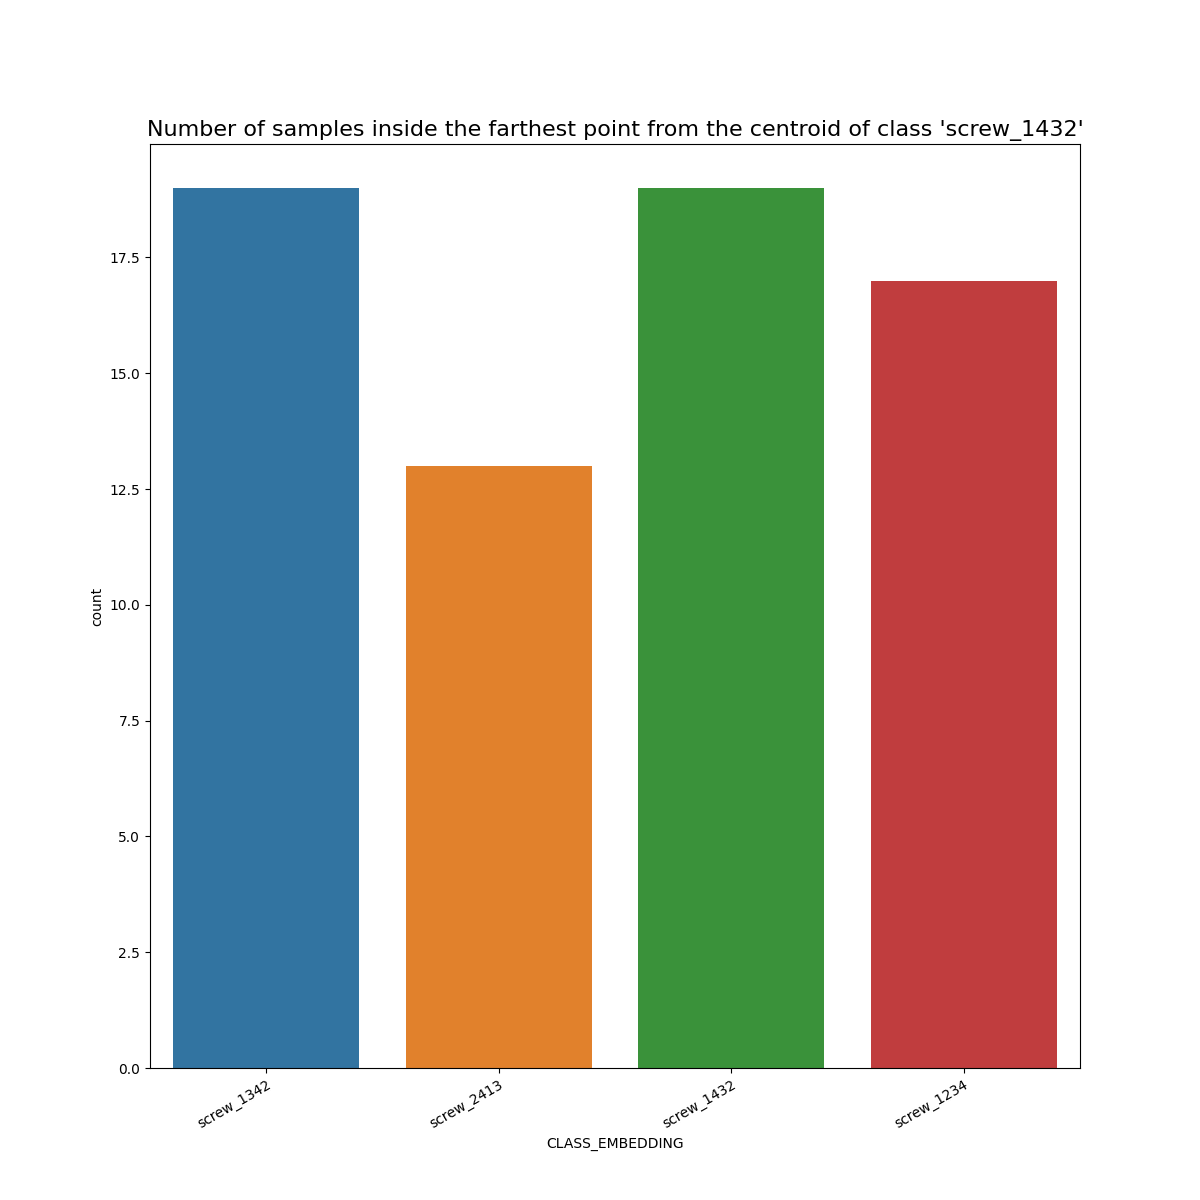 Number of samples inside the farthest point from the centroid of class 'screw_1432'
count
17.5
15.0
12.5
10.0
7.5
5.0
2.5
0.0
screw_1342
screw_2413
screw_1432
screw_1234
CLASS_EMBEDDING